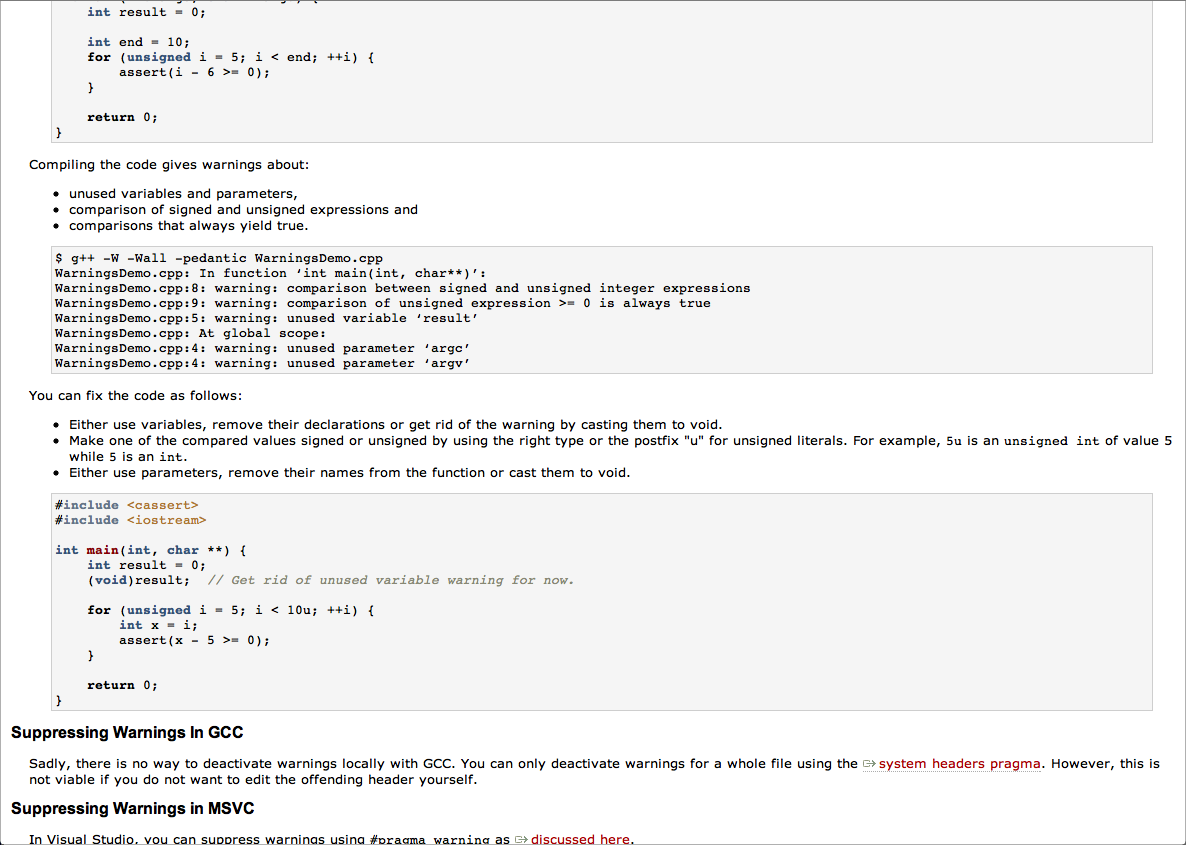 int result = 0;
int end = 10;
for (unsigned i = 5; i < end; ++i) {
assert(i - 6 >= 0);
}
return 0;
}
Compiling the code gives warnings about:
• unused variables and parameters,
• comparison of signed and unsigned expressions and
• comparisons that always yield true.
$ g++ -W -Wall -pedantic WarningsDemo.cpp
WarningsDemo.cpp: In function ‘int main(int, char**)’:
WarningsDemo.cpp:8: warning: comparison between signed and unsigned integer expressions
WarningsDemo.cpp:9: warning: comparison of unsigned expression >= 0 is always true
WarningsDemo.cpp:5: warning: unused variable ‘result’
WarningsDemo.cpp: At global scope:
WarningsDemo.cpp:4: warning: unused parameter ‘argc’
WarningsDemo.cpp:4: warning: unused parameter ‘argv’
You can fix the code as follows:
• Either use variables, remove their declarations or get rid of the warning by casting them to void.
• Make one of the compared values signed or unsigned by using the right type or the postfix "u" for unsigned literals. For example, 5u is an unsigned int of value 5
while 5 is an int.
• Either use parameters, remove their names from the function or cast them to void.
#include <cassert>
#include <iostream>
int main(int, char **) {
int result = 0;
(void)result;  // Get rid of unused variable warning for now.
for (unsigned i = 5; i < 10u; ++i) {
int x = i;
assert(x - 5 >= 0);
}
return 0;
}
Suppressing Warnings In GCC
Sadly, there is no way to deactivate warnings locally with GCC. You can only deactivate warnings for a whole file using the system headers pragma. However, this is
not viable if you do not want to edit the offending header yourself.
Suppressing Warnings in MSVC
In Visual Studio, you can suppress warnings using #pragma warning as discussed here.